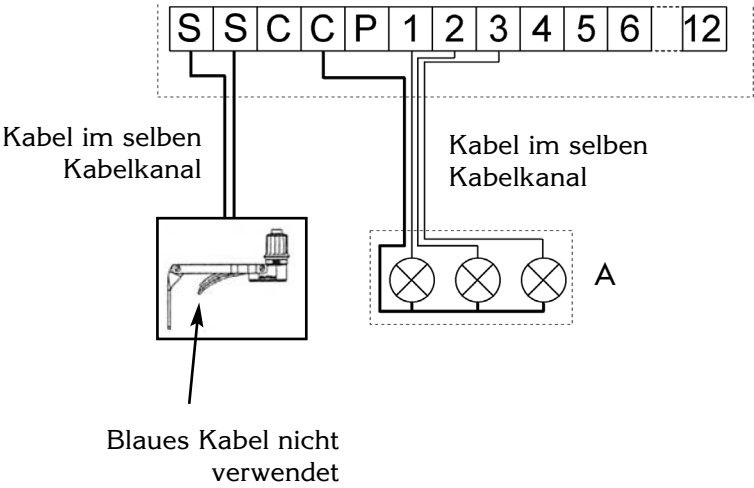 S S C C P 1 2 3 4 5 6 12
Kabel im selben
Kabelkanal
Kabel im selben
Kabelkanal
A
Blaues Kabel nicht
verwendet